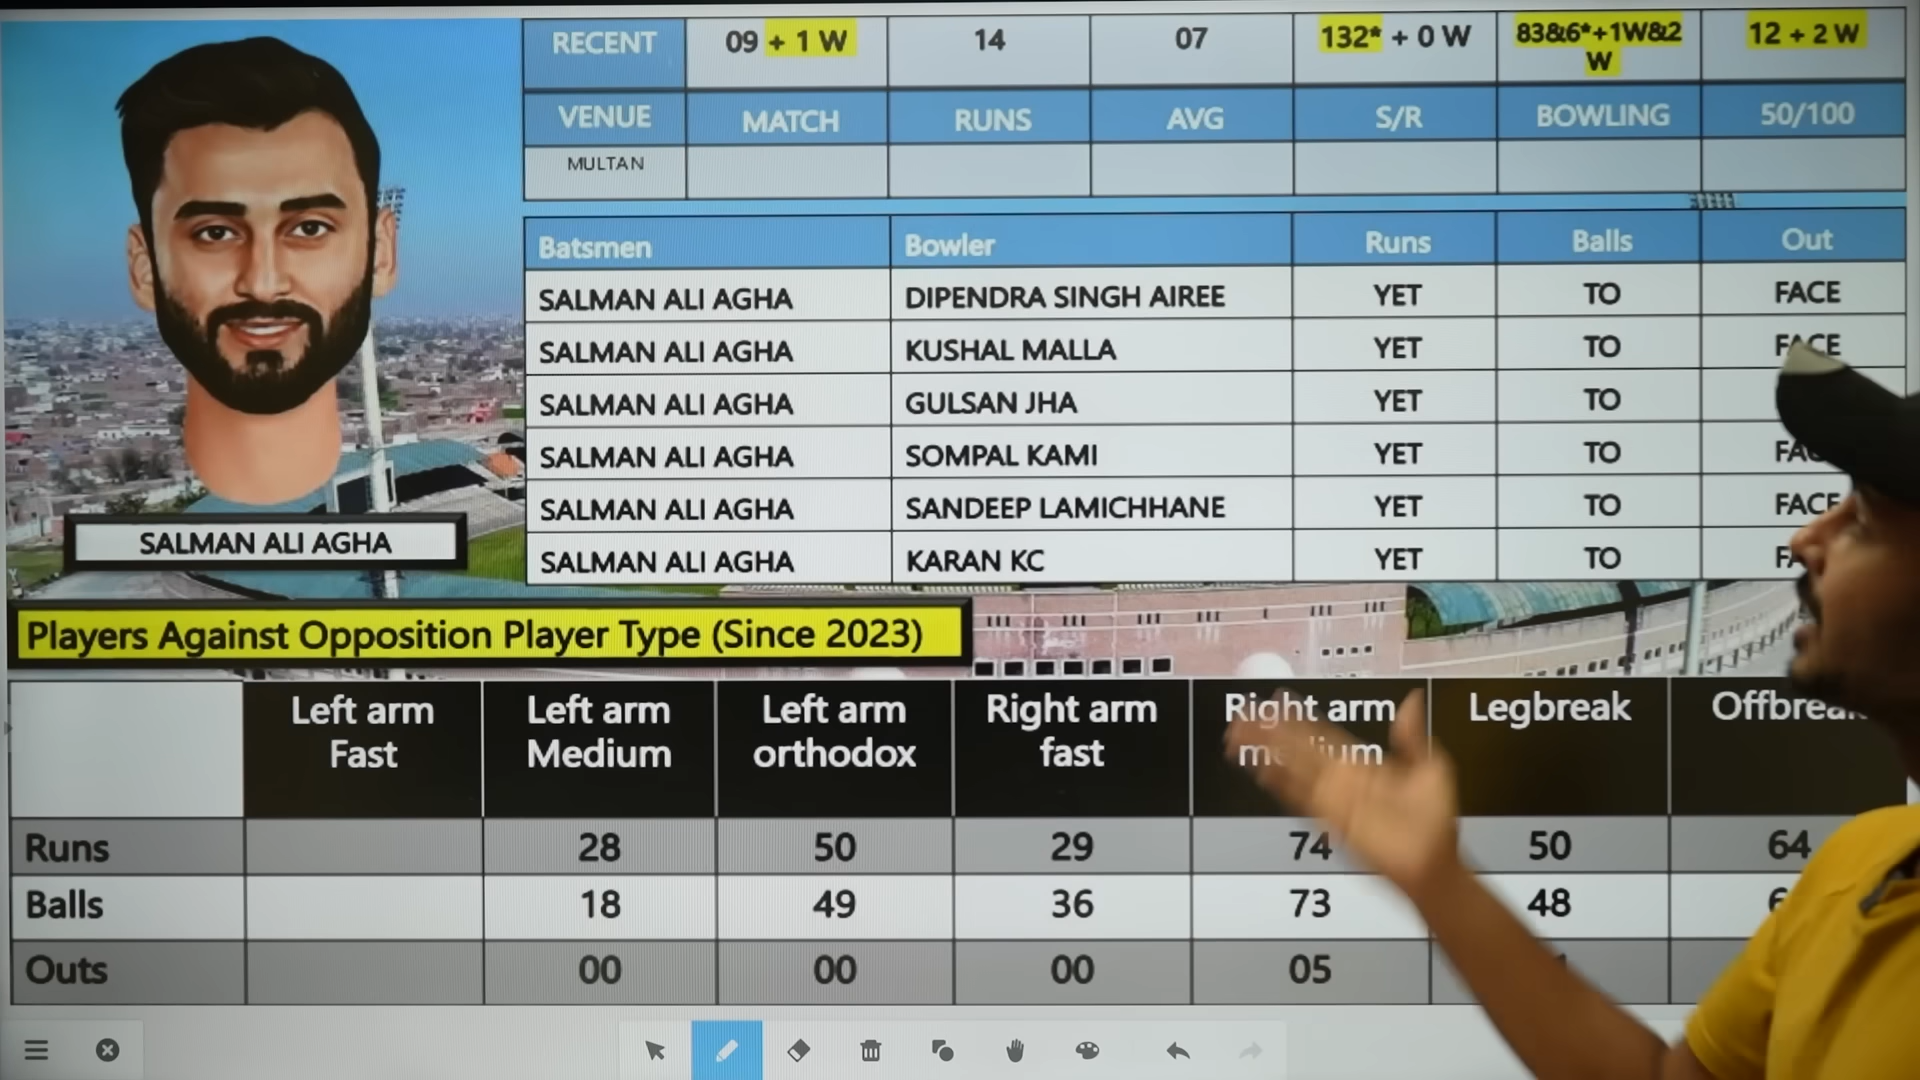 RECENT 09 + 1 W 14 07 132* + 0 W 83&6*+1W&2 W 12 + 2 W
VENUE MATCH RUNS AVG S/R BOWLING 50/100
MULTAN
Batsmen Bowler Runs Balls Out
SALMAN ALI AGHA DIPENDRA SINGH AIREE YET TO FACE
SALMAN ALI AGHA KUSHAL MALLA YET TO FACE
SALMAN ALI AGHA GULSAN JHA YET TO
SALMAN ALI AGHA SOMPAL KAMI YET TO
SALMAN ALI AGHA SANDEEP LAMICHHANE YET TO FACE
SALMAN ALI AGHA KARAN KC YET TO
SALMAN ALI AGHA
Players Against Opposition Player Type (Since 2023)
Left arm Fast Left arm Medium Left arm orthodox Right arm fast Right arm medium Legbreak Offbreak
Runs 28 50 29 74 50 64
Balls 18 49 36 73 48
Outs 00 00 00 05